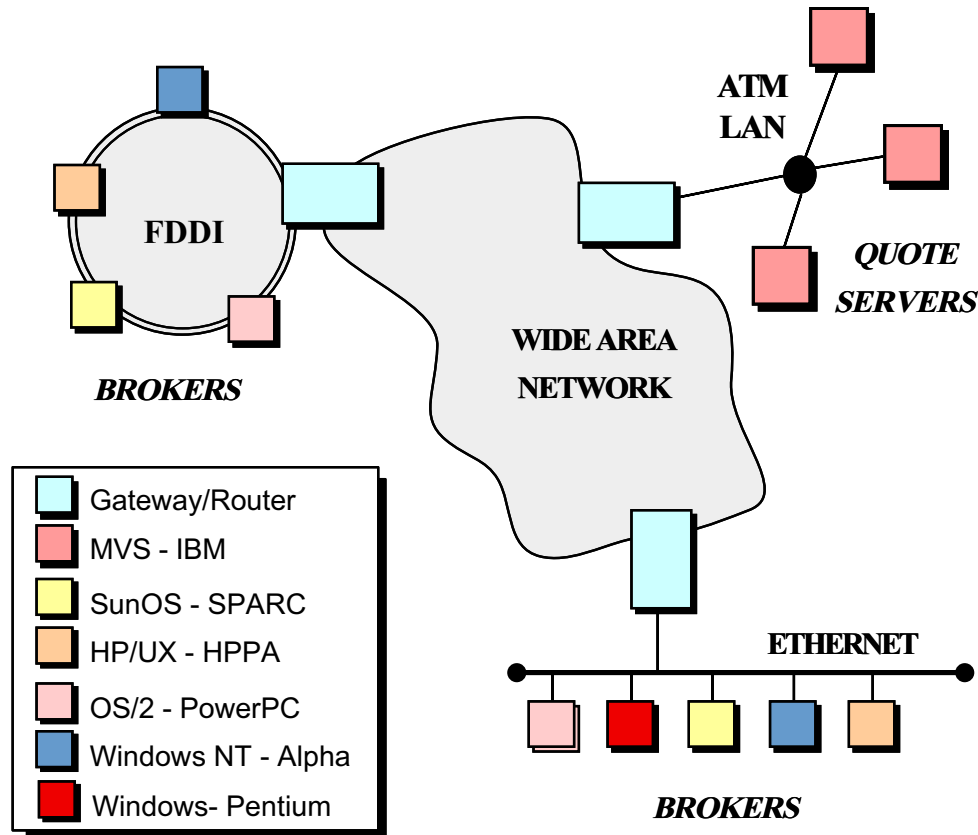 ATM
LAN
FDDI
QUOTE
SERVERS
WIDE AREA
NETWORK
BROKERS
Gateway/Router
MVS - IBM
SunOS - SPARC
HP/UX - HPPA
OS/2 - PowerPC
Windows NT - Alpha
Windows- Pentium
ETHERNET
BROKERS